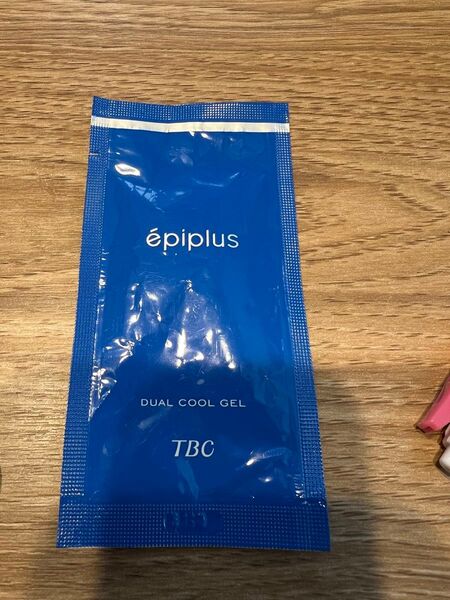 épiplus
DUAL COOL GEL
TBC